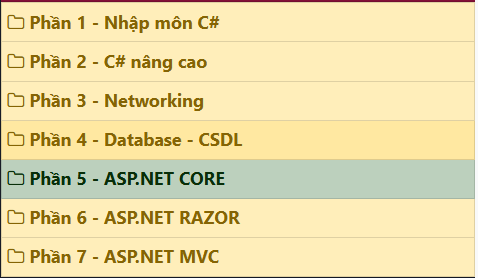 Phần 1 - Nhập môn C#
Phần 2 - C# nâng cao
Phần 3 - Networking
Phần 4 - Database - CSDL
Phần 5 - ASP.NET CORE
Phần 6 - ASP.NET RAZOR
Phần 7 - ASP.NET MVC